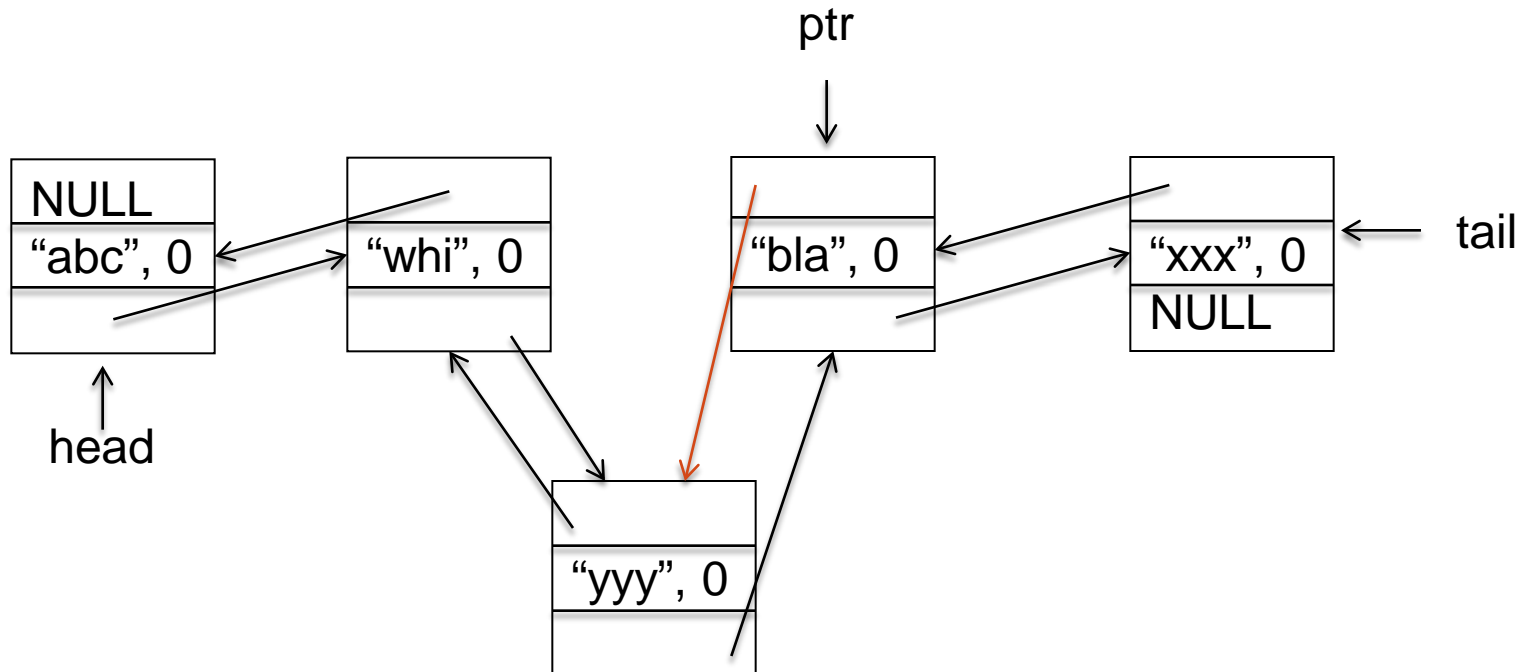 ptr
NULL
“abc”, 0
“whi”, 0
“bla”, 0
“xxx”, 0
NULL
tail
head
“yyy”, 0